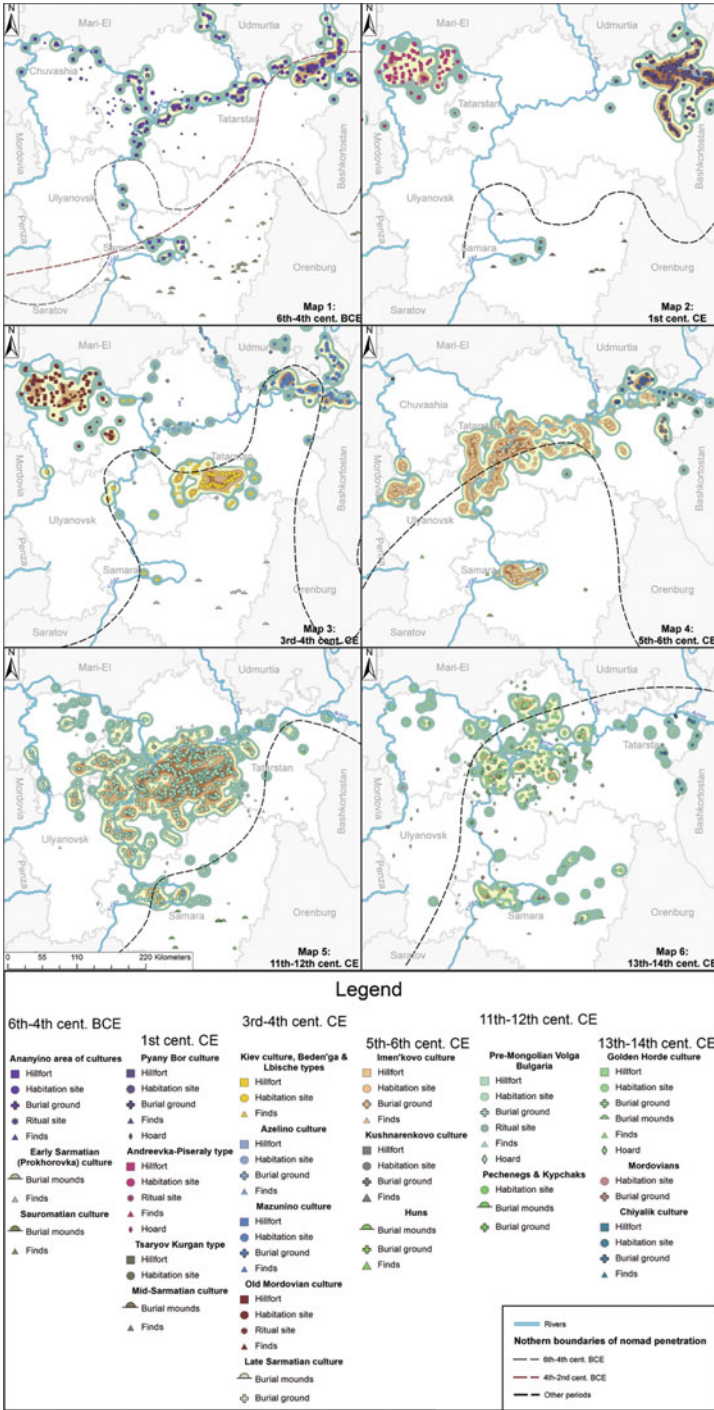 N
Mari-El
Udmurtia
Chuvashia
Tatarstan
Mordovia
Bashkortostan
Ulyanovsk
Penza
Samara
Orenburg
Saratov
Map 1:
6th-4th cent. BCE
N
Mari-El
Udmurtia
Tatarstan
Mordovia
Bashkortostan
Ulyanovsk
Penza
Samara
Orenburg
Saratov
Map 2:
1st cent. CE
N
Mari-El
Udmurtia
Tatarstan
Mordovia
Bashkortostan
Ulyanovsk
Penza
Samara
Orenburg
Saratov
Map 3:
3rd-4th cent. CE
N
Mari-El
Udmurtia
Chuvashia
Tatarstan
Mordovia
Bashkortostan
Ulyanovsk
Penza
Samara
Orenburg
Saratov
Map 4:
5th-6th cent. CE
N
Mari-El
Udmurtia
Tatarstan
Mordovia
Bashkortostan
Ulyanovsk
Penza
Samara
Orenburg
0 55 110 220 Kilometers
Map 5:
11th-12th cent. CE
N
Mari-El
Udmurtia
Tatarstan
Mordovia
Bashkortostan
Ulyanovsk
Penza
Samara
Orenburg
Saratov
Map 6:
13th-14th cent. CE
Legend
6th-4th cent. BCE
Ananyino area of cultures
Hillfort
Habitation site
Burial ground
Ritual site
Finds
Early Sarmatian
(Prokhorovka) culture
Burial mounds
Finds
Sauromatian culture
Burial mounds
Finds
1st cent. CE
Pyany Bor culture
Hillfort
Habitation site
Burial ground
Finds
Hoard
Andreevka-Piseraly type
Hillfort
Habitation site
Ritual site
Finds
Hoard
Tsaryov Kurgan type
Hillfort
Habitation site
Mid-Sarmatian culture
Burial mounds
Finds
3rd-4th cent. CE
Kiev culture, Beden'ga &
Lbische types
Hillfort
Habitation site
Finds
Azelino culture
Hillfort
Habitation site
Burial ground
Finds
Mazunino culture
Hillfort
Habitation site
Burial ground
Finds
Old Mordovian culture
Hillfort
Habitation site
Ritual site
Finds
Late Sarmatian culture
Burial mounds
Burial ground
5th-6th cent. CE
Imen'kovo culture
Hillfort
Habitation site
Burial ground
Finds
Kushnarenkovo culture
Hillfort
Habitation site
Burial ground
Finds
Huns
Burial mounds
Burial ground
Finds
11th-12th cent. CE
Pre-Mongolian Volga
Bulgaria
Hillfort
Habitation site
Burial ground
Ritual site
Finds
Hoard
Pechenegs & Kypchaks
Habitation site
Burial mounds
Burial ground
13th-14th cent. CE
Golden Horde culture
Hillfort
Habitation site
Burial ground
Burial mounds
Finds
Hoard
Mordovians
Habitation site
Burial ground
Chiyalik culture
Hillfort
Habitation site
Burial ground
Finds
Rivers
Nothern boundaries of nomad penetration
6th-4th cent. BCE
4th-2nd cent. BCE
Other periods